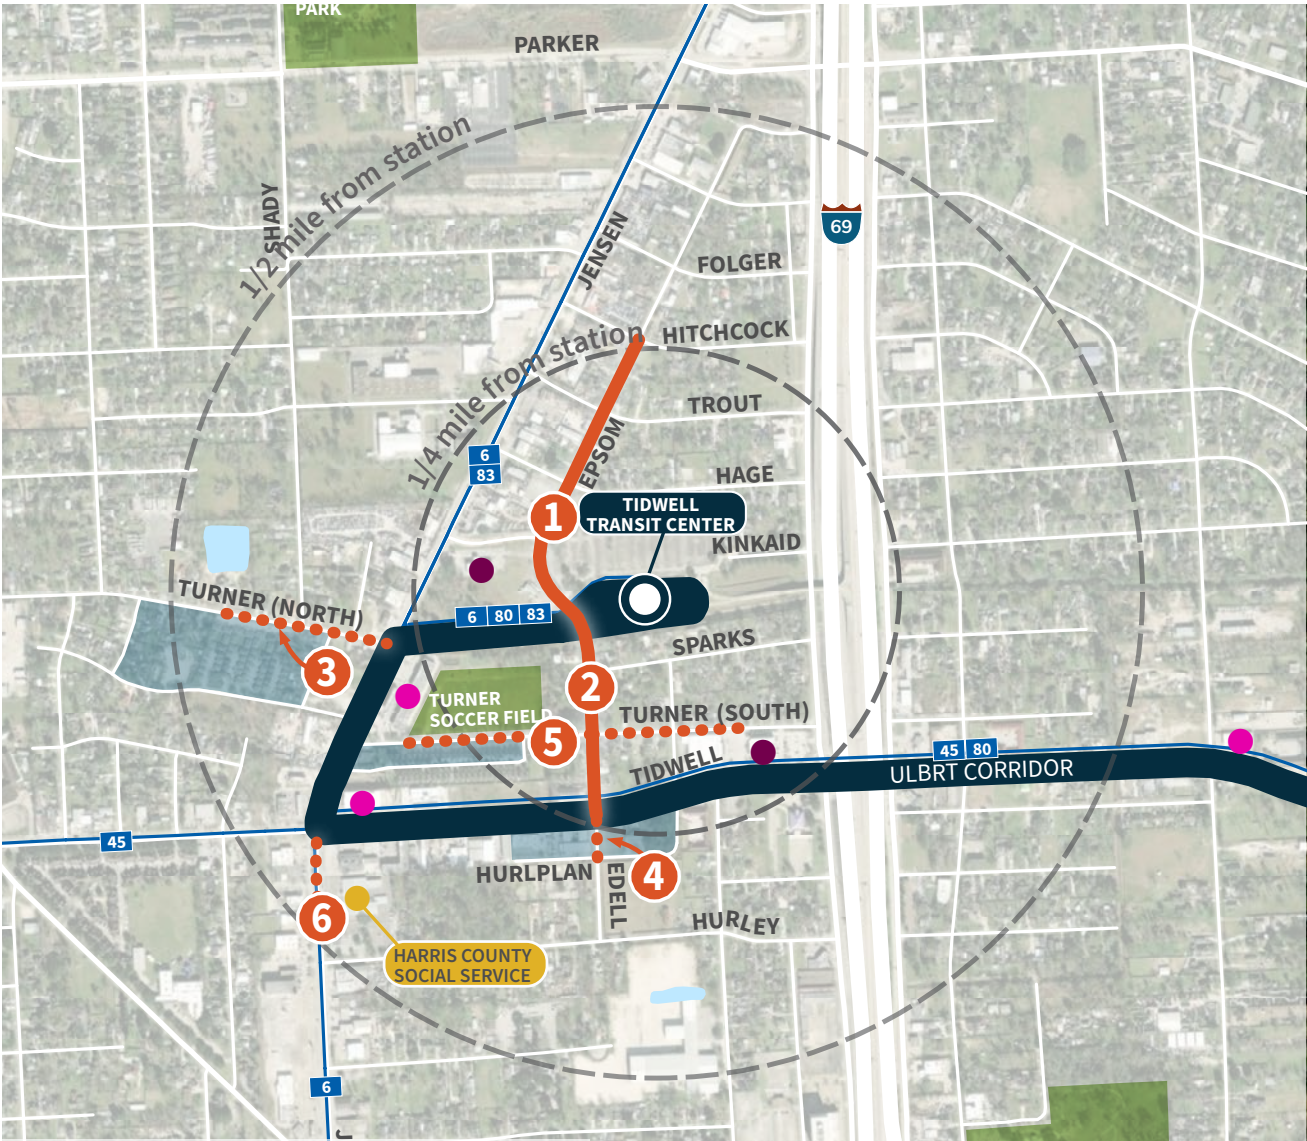 PARK
PARKER
1/2 mile from station
SHADY
JENSEN
69
FOLGER
1/4 mile from station
HITCHCOCK
TROUT
EPSOM
6
83
HAGE
1
TIDWELL
TRANSIT CENTER
KINKAID
TURNER (NORTH)
6 80 83
SPARKS
3
2
TURNER
SOCCER FIELD
TURNER (SOUTH)
5
TIDWELL
45 80
ULBRT CORRIDOR
45
HURLPLAN
EDELL
4
6
HURLEY
HARRIS COUNTY
SOCIAL SERVICE
6
J